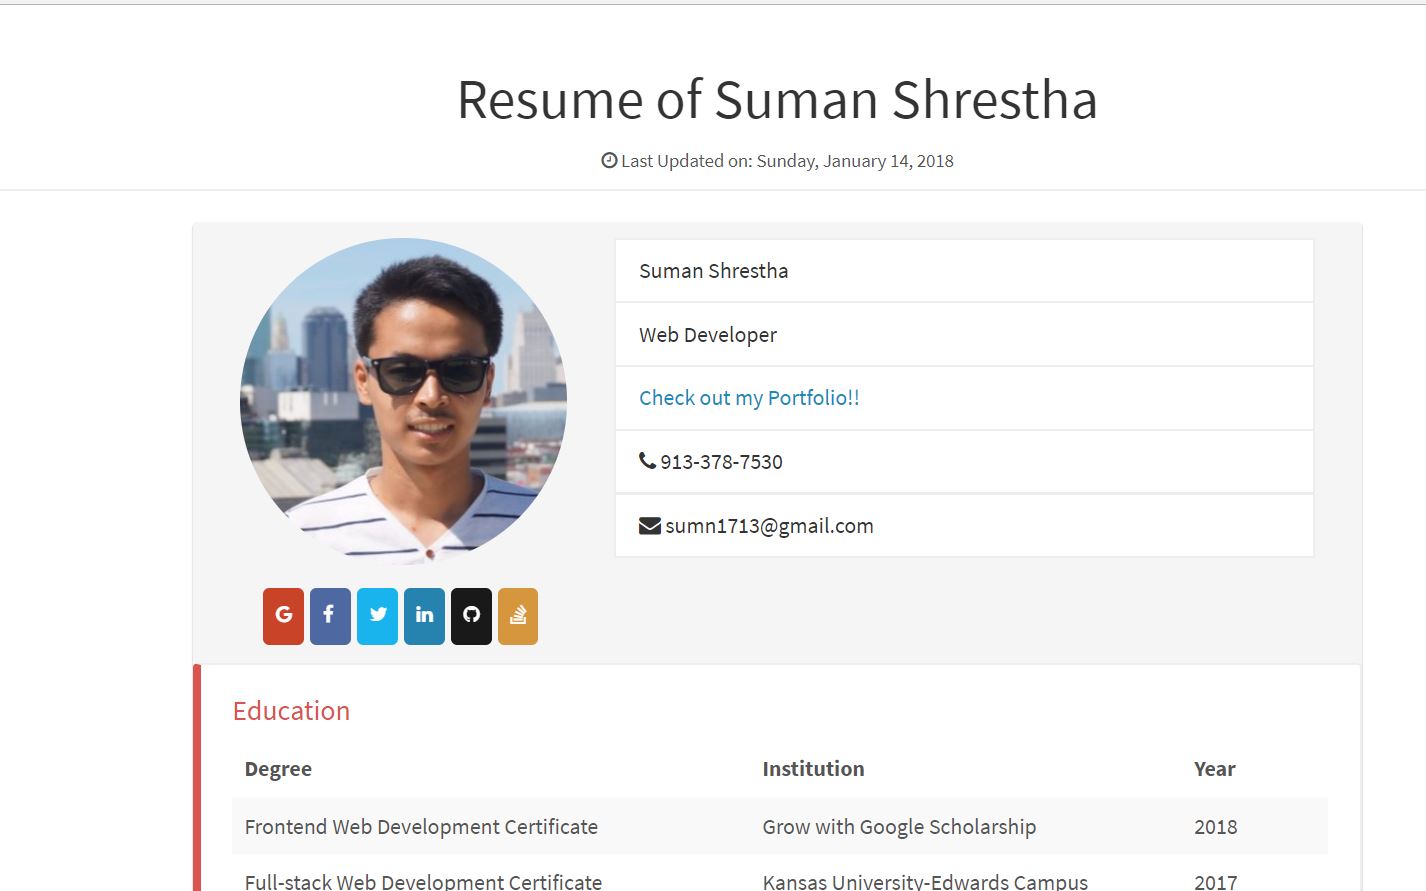 Resume of Suman Shrestha
Last Updated on: Sunday, January 14, 2018
Suman Shrestha
Web Developer
Check out my Portfolio!!
913-378-7530
sumn1713@gmail.com
Education
Degree Institution Year
Frontend Web Development Certificate Grow with Google Scholarship 2018
Full-stack Web Development Certificate Kansas University-Edwards Campus 2017